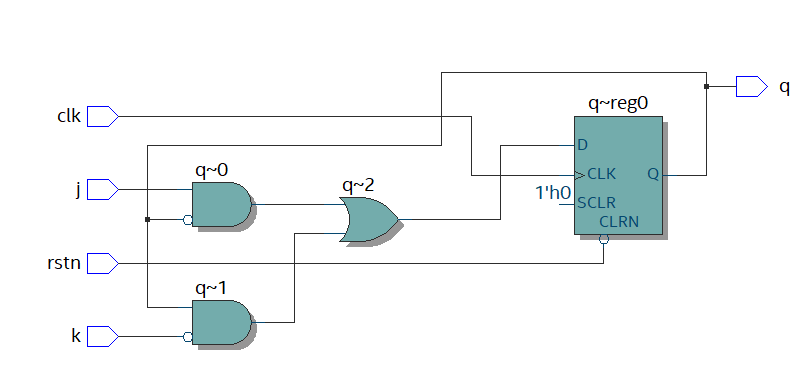 q
q~reg0
clk
D
CLK
Q
q~0
q~2
j
1'h0
SCLR
CLRN
rstn
q~1
k